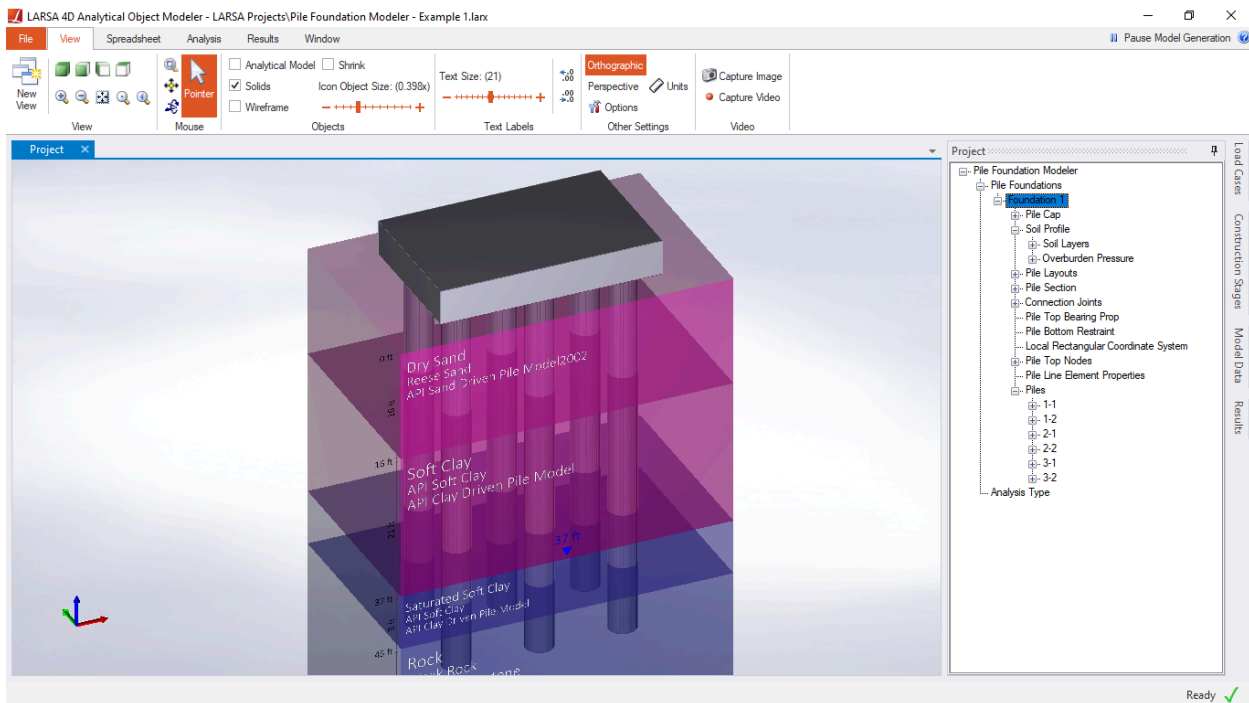 LARSA 4D Analytical Object Modeler - LARSA Projects\Pile Foundation Modeler - Example 1.larx
File View Spreadsheet Analysis Results Window
Pause Model Generation
New View
View
Pointer
Mouse
Analytical Model Shrink
Solids Icon Object Size: (0.398x)
Wireframe
Objects
Text Size: (21)
Text Labels
Orthographic
Perspective Units
Options
Other Settings
Capture Image
Capture Video
Video
Project
0 ft
Dry Sand
Reese Sand
API Sand Driven Pile Model2002
16 ft
Soft Clay
API Soft Clay
API Clay Driven Pile Model
21 ft
37 ft
37 ft
Saturated Soft Clay
API Soft Clay
API Clay Driven Pile Model
45 ft
Rock
Rock
Project
Pile Foundation Modeler
Pile Foundations
Foundation 1
Pile Cap
Soil Profile
Soil Layers
Overburden Pressure
Pile Layouts
Pile Section
Connection Joints
Pile Top Bearing Prop
Pile Bottom Restraint
Local Rectangular Coordinate System
Pile Top Nodes
Pile Line Element Properties
Piles
1-1
1-2
2-1
2-2
3-1
3-2
Analysis Type
Load Cases
Construction Stages
Model Data
Results
Ready